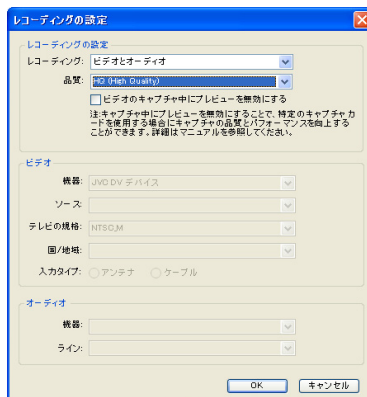 レコーディングの設定
レコーディングの設定
レコーディング: ビデオとオーディオ
品質: HQ (High Quality)
ビデオのキャプチャ中にプレビューを無効にする
注:キャプチャ中にプレビューを無効にすることで、特定のキャプチャカ
ードを使用する場合にキャプチャの品質とパフォーマンスを向上する
ことができます。詳細はマニュアルを参照してください。
ビデオ
機器: JVC DV デバイス
ソース:
テレビの規格: NTSC_M
国/地域:
入力タイプ: アンテナ ケーブル
オーディオ
機器:
ライン:
OK キャンセル